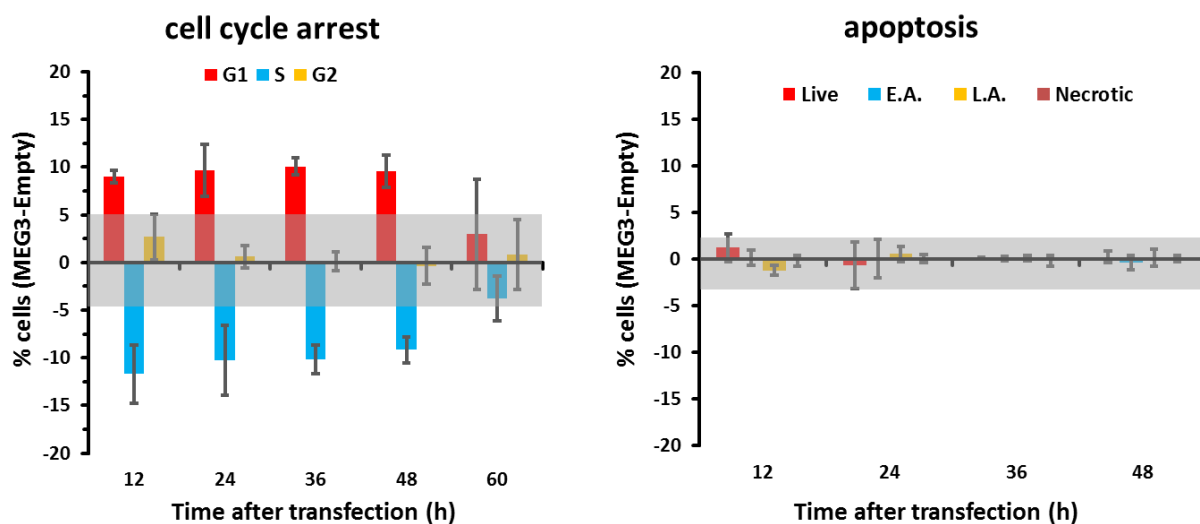 cell cycle arrest
G1 S G2
% cells (MEG3-Empty)
20
15
10
5
0
-5
-10
-15
-20
12 24 36 48 60
Time after transfection (h)
apoptosis
Live E.A. L.A. Necrotic
% cells (MEG3-Empty)
20
15
10
5
0
-5
-10
-15
-20
12 24 36 48
Time after transfection (h)